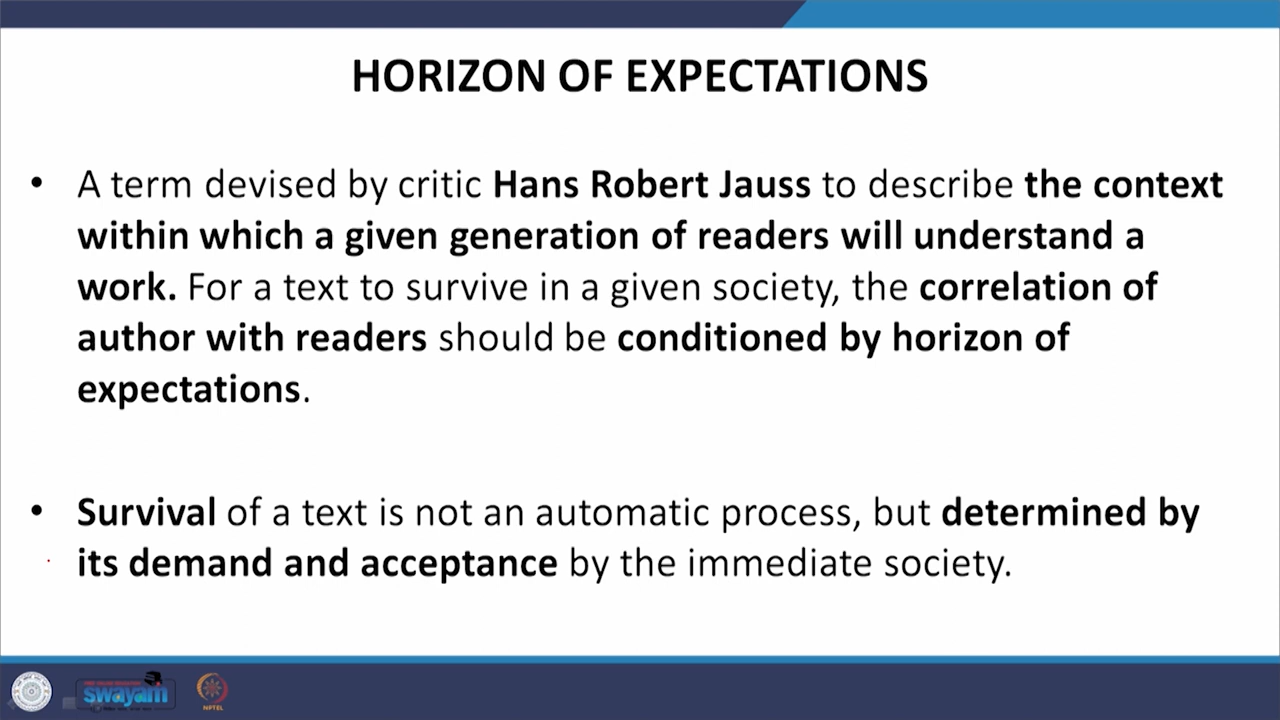 HORIZON OF EXPECTATIONS
• A term devised by critic Hans Robert Jauss to describe the context
within which a given generation of readers will understand a
work. For a text to survive in a given society, the correlation of
author with readers should be conditioned by horizon of
expectations.
• Survival of a text is not an automatic process, but determined by
its demand and acceptance by the immediate society.
swayam
NPTEL